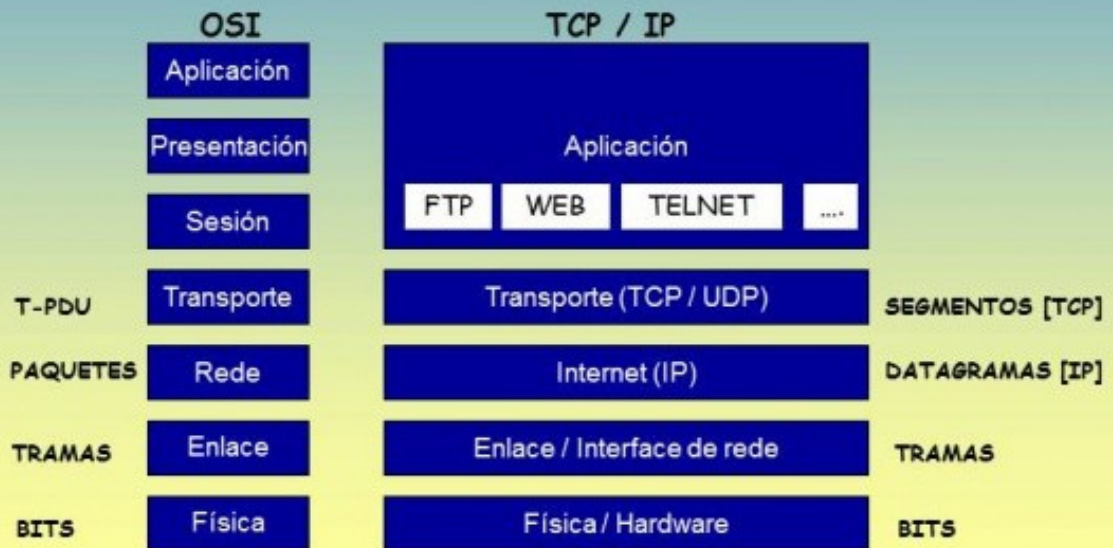 OSI TCP / IP
Aplicación
Presentación
Aplicación
FTP WEB TELNET ....
Sesión
T-PDU Transporte Transporte (TCP / UDP) SEGMENTOS [TCP]
PAQUETES Rede Internet (IP) DATAGRAMAS [IP]
TRAMAS Enlace Enlace / Interface de rede TRAMAS
BITS Física Física / Hardware BITS